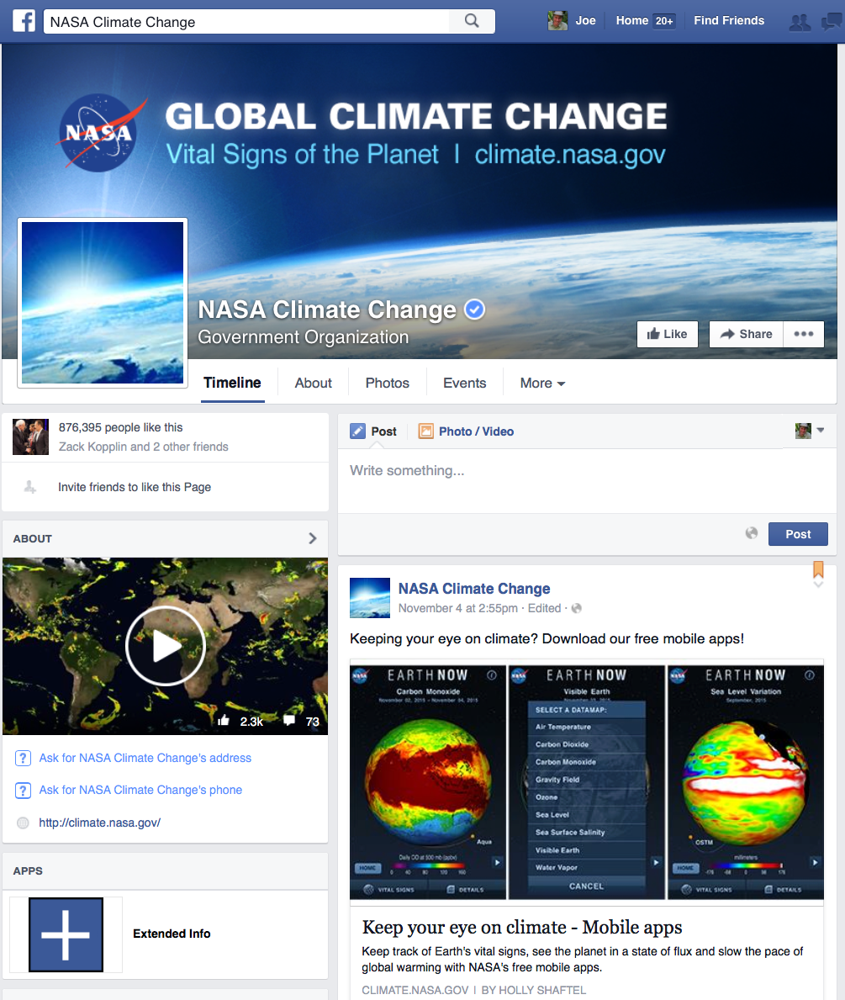 NASA Climate Change
Joe
Home 20+
Find Friends
NASA
GLOBAL CLIMATE CHANGE
Vital Signs of the Planet | climate.nasa.gov
NASA Climate Change
Government Organization
Like
Share
Timeline
About
Photos
Events
More
876,395 people like this
Zack Kopplin and 2 other friends
Invite friends to like this Page
ABOUT
2.3k 73
? Ask for NASA Climate Change's address
? Ask for NASA Climate Change's phone
http://climate.nasa.gov/
APPS
Extended Info
Post
Photo / Video
Write something...
Post
NASA Climate Change
November 4 at 2:55pm · Edited ·
Keeping your eye on climate? Download our free mobile apps!
NASA EARTH NOW
Carbon Monoxide
November 02, 2015 - November 04, 2015
Aqua
Daily CO at 500 mb (ppbv)
HOME
0 40 80 120 160
VITAL SIGNS DETAILS
NASA EARTH NOW
Visible Earth
SELECT A DATAMAP:
Air Temperature
Carbon Dioxide
Carbon Monoxide
Gravity Field
Ozone
Sea Level
Sea Surface Salinity
Visible Earth
Water Vapor
CANCEL
NASA EARTH NOW
Sea Level Variation
September, 2015
OSTM
millimeters
HOME
VITAL SIGNS DETAILS
Keep your eye on climate - Mobile apps
Keep track of Earth's vital signs, see the planet in a state of flux and slow the pace of
global warming with NASA's free mobile apps.
CLIMATE.NASA.GOV | BY HOLLY SHAFTEL